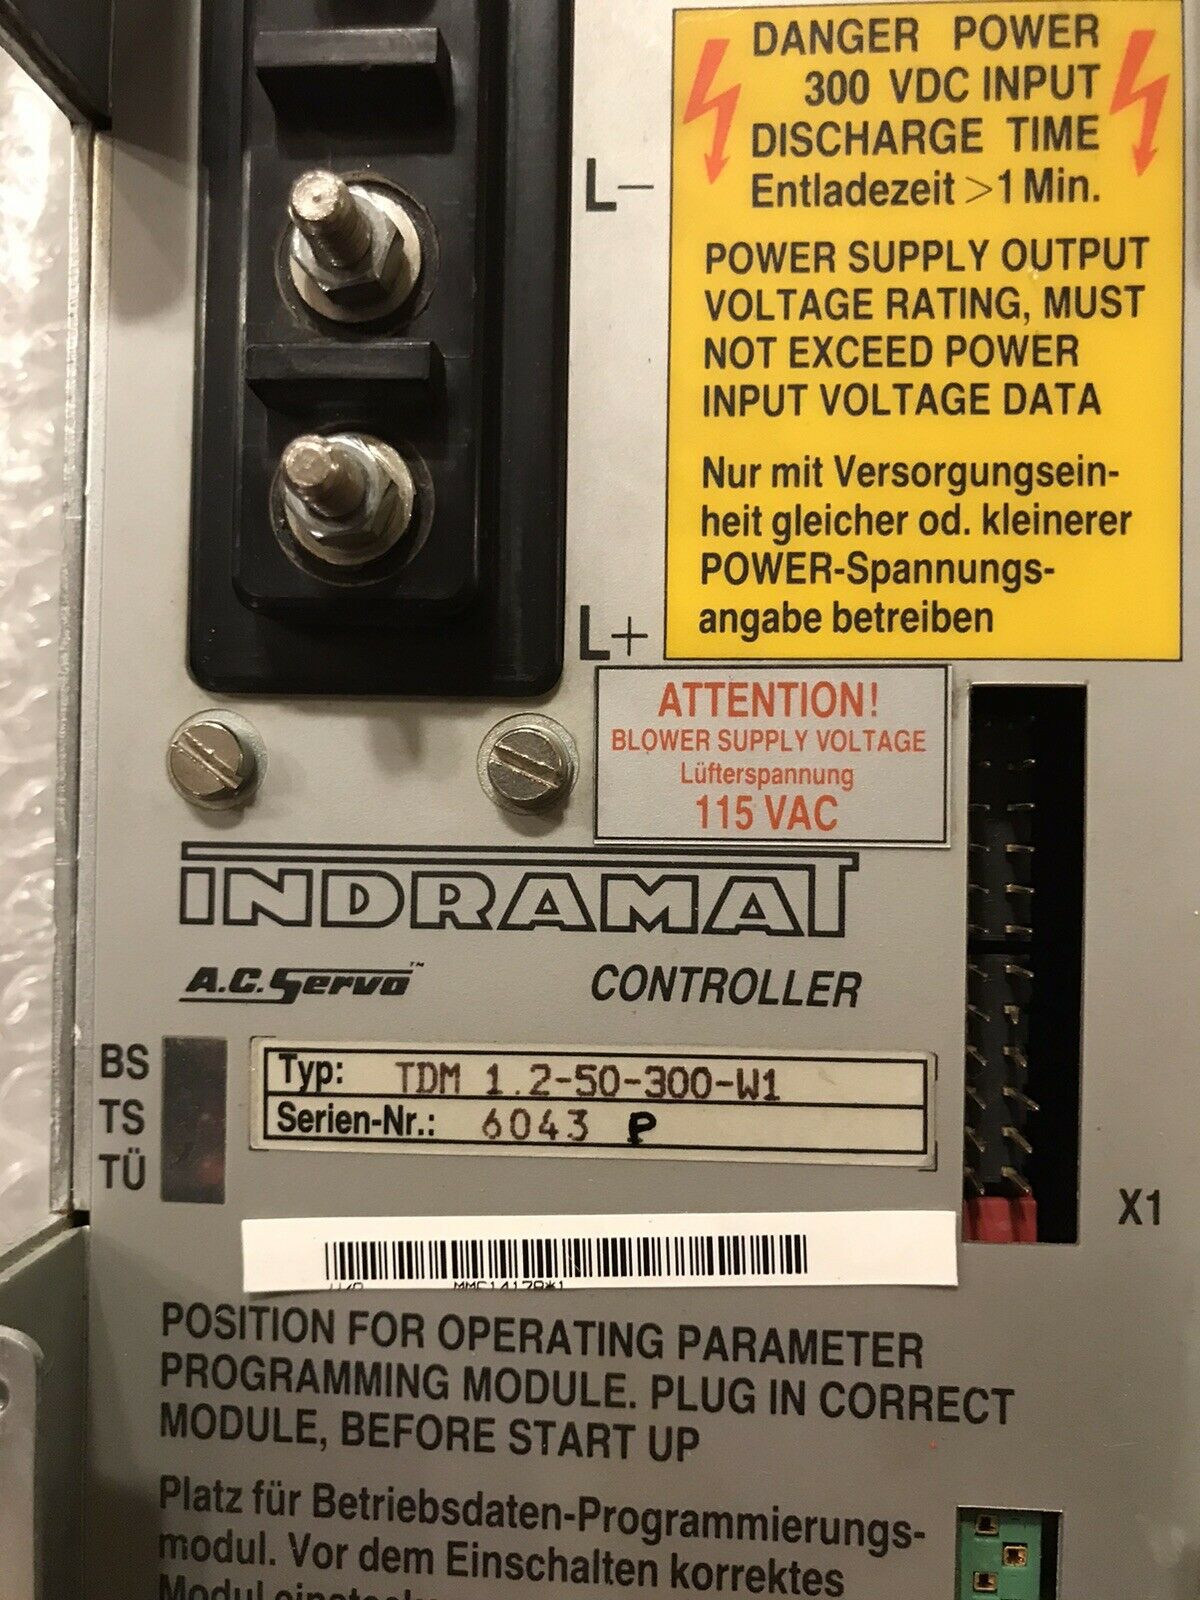 DANGER POWER
300 VDC INPUT
DISCHARGE TIME
Entladezeit >1 Min.
POWER SUPPLY OUTPUT
VOLTAGE RATING, MUST
NOT EXCEED POWER
INPUT VOLTAGE DATA
Nur mit Versorgungsein-
heit gleicher od. kleinerer
POWER-Spannungs-
angabe betreiben
L−
L+
ATTENTION!
BLOWER SUPPLY VOLTAGE
Lüfterspannung
115 VAC
INDRAMAT
A.C. Servo™ CONTROLLER
BS
TS
TÜ
Typ: TDM 1.2-50-300-W1
Serien-Nr.: 6043 P
X1
POSITION FOR OPERATING PARAMETER
PROGRAMMING MODULE. PLUG IN CORRECT
MODULE, BEFORE START UP
Platz für Betriebsdaten-Programmierungs-
modul. Vor dem Einschalten korrektes
Modul